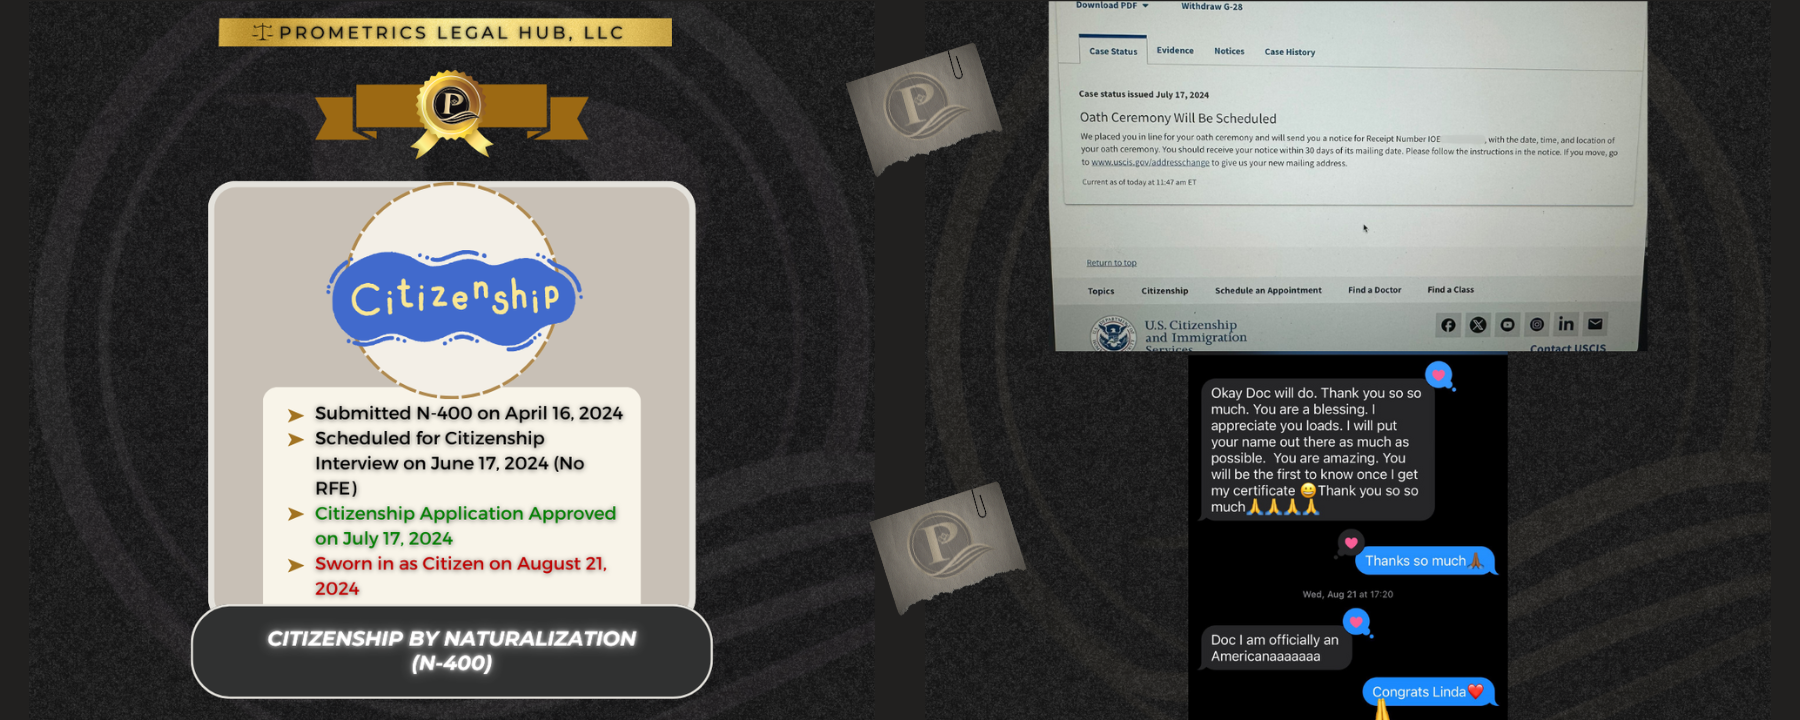 PROMETRICS LEGAL HUB, LLC
P
Citizenship
Submitted N-400 on April 16, 2024
Scheduled for Citizenship
Interview on June 17, 2024 (No
RFE)
Citizenship Application Approved
on July 17, 2024
Sworn in as Citizen on August 21,
2024
CITIZENSHIP BY NATURALIZATION
(N-400)
P
P
Download PDF
Withdraw G-28
Case Status
Evidence
Notices
Case History
Case status issued July 17, 2024
Oath Ceremony Will Be Scheduled
We placed you in line for your oath ceremony and will send you a notice for Receipt Number IOE , with the date, time, and location of
your oath ceremony. You should receive your notice within 30 days of its mailing date. Please follow the instructions in the notice. If you move, go
to www.uscis.gov/addresschange to give us your new mailing address.
Current as of today at 11:47 am ET
Return to top
Topics
Citizenship
Schedule an Appointment
Find a Doctor
Find a Class
U.S. Citizenship
and Immigration
Services
Contact USCIS
Okay Doc will do. Thank you so so
much. You are a blessing. I
appreciate you loads. I will put
your name out there as much as
possible. You are amazing. You
will be the first to know once I get
my certificate 😀Thank you so so
much🙏🙏🙏🙏
Thanks so much🙏🏾
Wed, Aug 21 at 17:20
Doc I am officially an
Americanaaaaaaa
Congrats Linda❤️